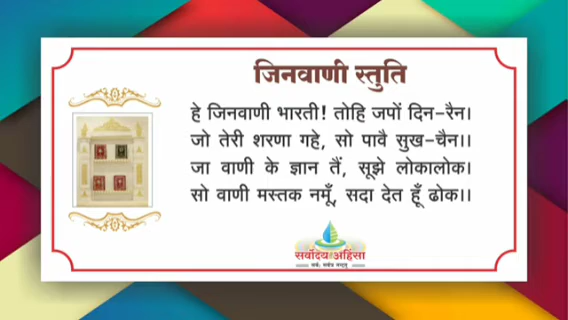 जिनवाणी स्तुति
हे जिनवाणी भारती! तोहि जपों दिन-रैन।
जो तेरी शरणा गहे, सो पावै सुख-चैन।।
जा वाणी के ज्ञान तैं, सूझे लोकालोक।
सो वाणी मस्तक नमूँ, सदा देत हूँ ढोक।।
सर्वोदय अहिंसा